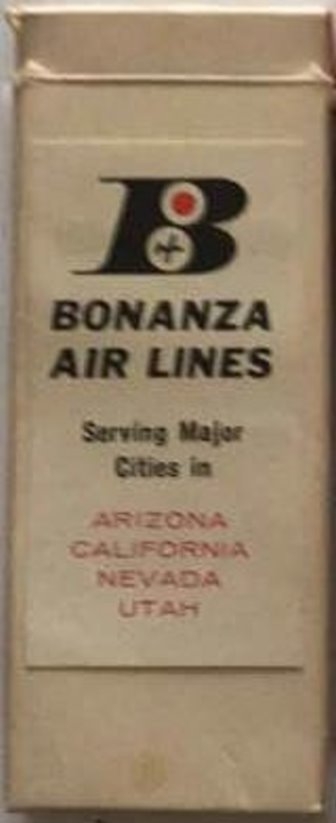 B
BONANZA
AIR LINES
Serving Major
Cities in
ARIZONA
CALIFORNIA
NEVADA
UTAH